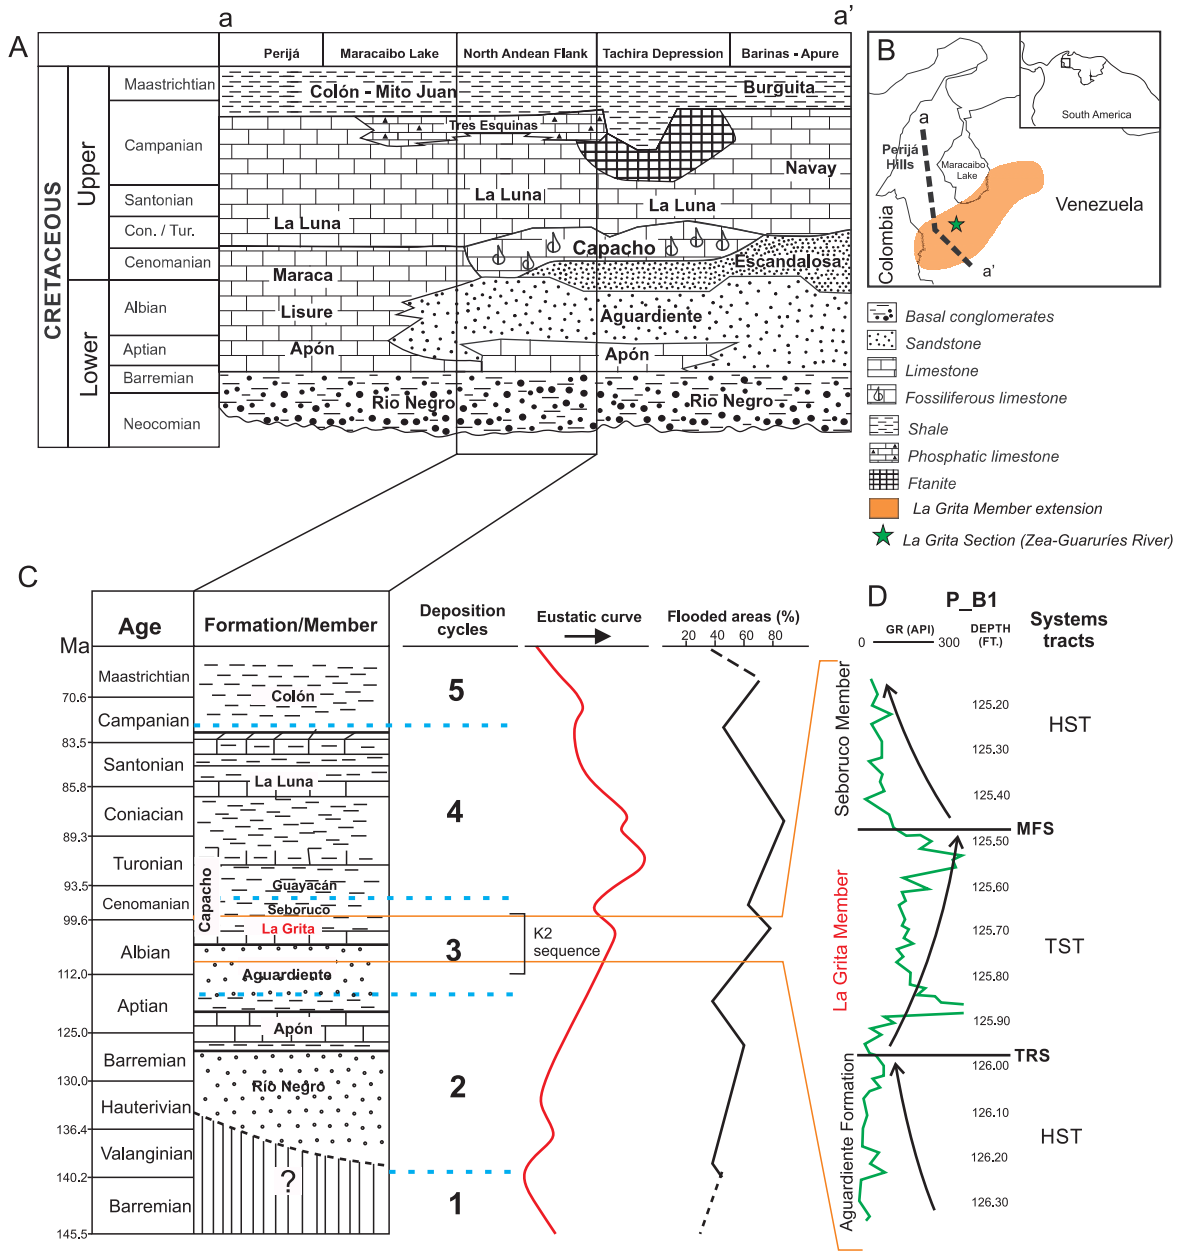 A
a
a'
Perijá
Maracaibo Lake
North Andean Flank
Tachira Depression
Barinas - Apure
CRETACEOUS
Upper
Lower
Maastrichtian
Campanian
Santonian
Con. / Tur.
Cenomanian
Albian
Aptian
Barremian
Neocomian
Colón - Mito Juan
Burguita
Tres Esquinas
Navay
La Luna
La Luna
La Luna
Capacho
Escandalosa
Maraca
Lisure
Aguardiente
Apón
Apón
Rio Negro
Rio Negro
B
South America
a
Perijá
Hills
Maracaibo
Lake
Venezuela
Colombia
a'
Basal conglomerates
Sandstone
Limestone
Fossiliferous limestone
Shale
Phosphatic limestone
Ftanite
La Grita Member extension
La Grita Section (Zea-Guaruries River)
C
Ma
Age
Formation/Member
Deposition
cycles
Eustatic curve
Flooded areas (%)
20
40
60
80
Maastrichtian
70.6
Campanian
83,5
Santonian
85.8
Coniacian
89.3
Turonian
93.5
Cenomanian
99.6
Albian
112.0
Aptian
125.0
Barremian
130.0
Hauterivian
136.4
Valanginian
140.2
Barremian
145.5
Colón
La Luna
Capacho
Guayacán
Seboruco
La Grita
Aguardiente
Apón
Río Negro
?
5
4
3
2
1
K2
sequence
D
P_B1
Systems
tracts
0
GR (API)
300
DEPTH
(FT.)
Seboruco Member
La Grita Member
Aguardiente Formation
125.20
125.30
125.40
125,50
125,60
125.70
125.80
125.90
126.00
126.10
126.20
126.30
HST
MFS
TST
TRS
HST